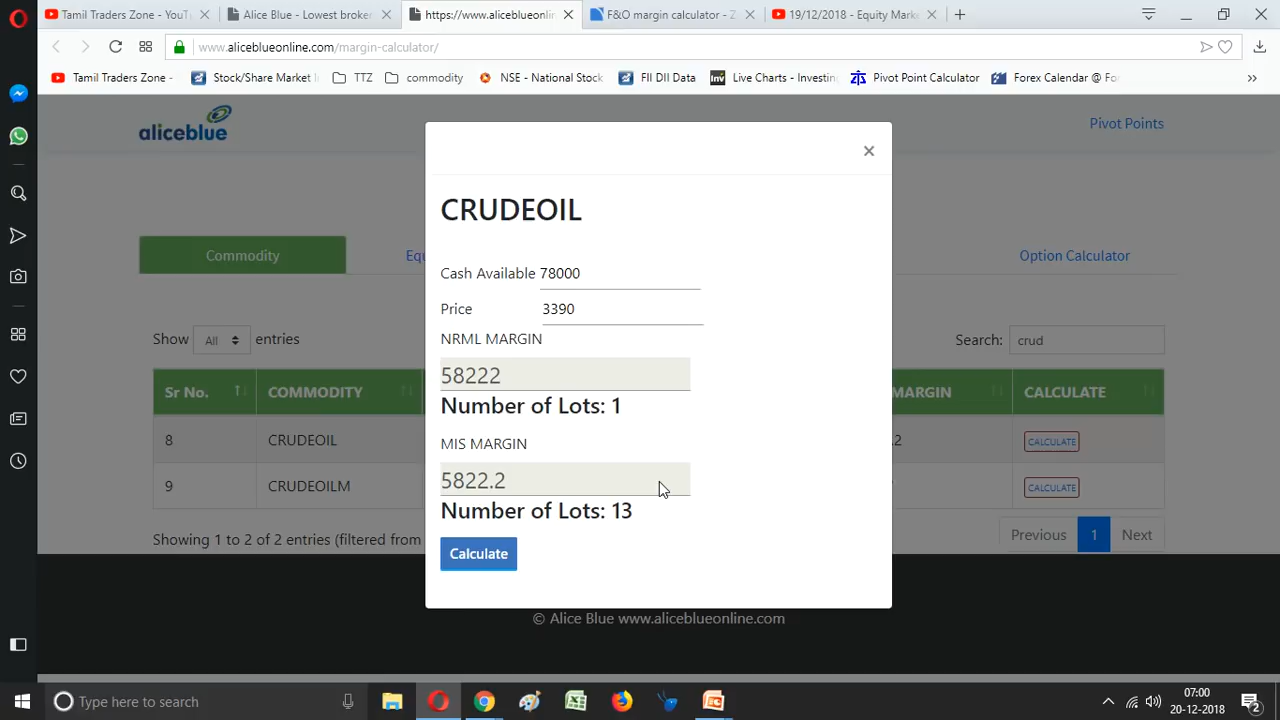 Tamil Traders Zone - YouT
Alice Blue - Lowest broker
https://www.aliceblueonlin
F&O margin calculator - Z
19/12/2018 - Equity Mark
www.aliceblueonline.com/margin-calculator/
Tamil Traders Zone -
Stock/Share Market I
TTZ
commodity
NSE - National Stock
FII DII Data
Live Charts - Investin
Pivot Point Calculator
Forex Calendar @ Fo
aliceblue
Pivot Points
×
CRUDEOIL
Commodity
Equ
Option Calculator
Cash Available 78000
Price 3390
Show All entries
Search: crud
NRML MARGIN
58222
Sr No.
COMMODITY
MARGIN
CALCULATE
Number of Lots: 1
8
CRUDEOIL
.2
CALCULATE
MIS MARGIN
5822.2
9
CRUDEOILM
CALCULATE
Number of Lots: 13
Showing 1 to 2 of 2 entries (filtered from
Previous 1 Next
Calculate
© Alice Blue www.aliceblueonline.com
Type here to search
07:00
20-12-2018
2